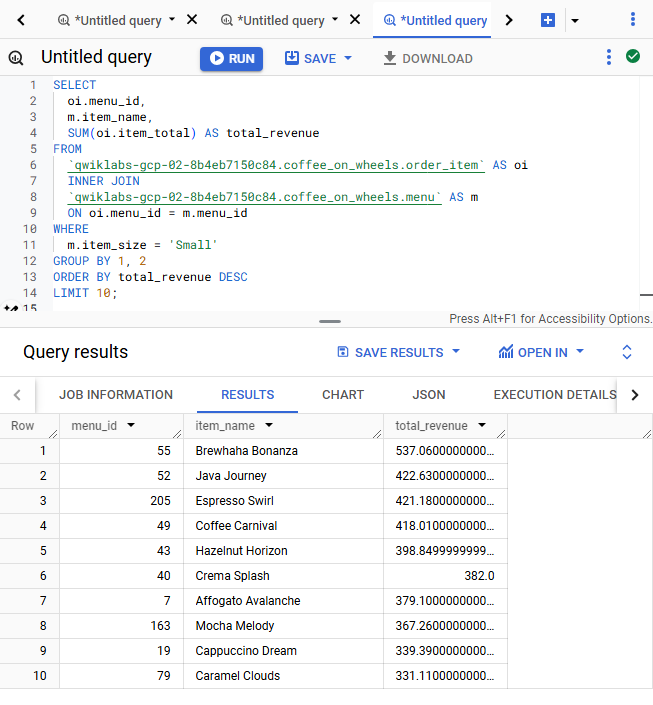 *Untitled query *Untitled query *Untitled query
Untitled query RUN SAVE DOWNLOAD
1 SELECT
2 oi.menu_id,
3 m.item_name,
4 SUM(oi.item_total) AS total_revenue
5 FROM
6 `qwiklabs-gcp-02-8b4eb7150c84.coffee_on_wheels.order_item` AS oi
7 INNER JOIN
8 `qwiklabs-gcp-02-8b4eb7150c84.coffee_on_wheels.menu` AS m
9 ON oi.menu_id = m.menu_id
10 WHERE
11 m.item_size = 'Small'
12 GROUP BY 1, 2
13 ORDER BY total_revenue DESC
14 LIMIT 10;
15
Press Alt+F1 for Accessibility Options.
Query results SAVE RESULTS OPEN IN
JOB INFORMATION RESULTS CHART JSON EXECUTION DETAILS
Row menu_id item_name total_revenue
1 55 Brewhaha Bonanza 537.0600000000...
2 52 Java Journey 422.6300000000...
3 205 Espresso Swirl 421.1800000000...
4 49 Coffee Carnival 418.0100000000...
5 43 Hazelnut Horizon 398.8499999999...
6 40 Crema Splash 382.0
7 7 Affogato Avalanche 379.1000000000...
8 163 Mocha Melody 367.2600000000...
9 19 Cappuccino Dream 339.3900000000...
10 79 Caramel Clouds 331.1100000000...